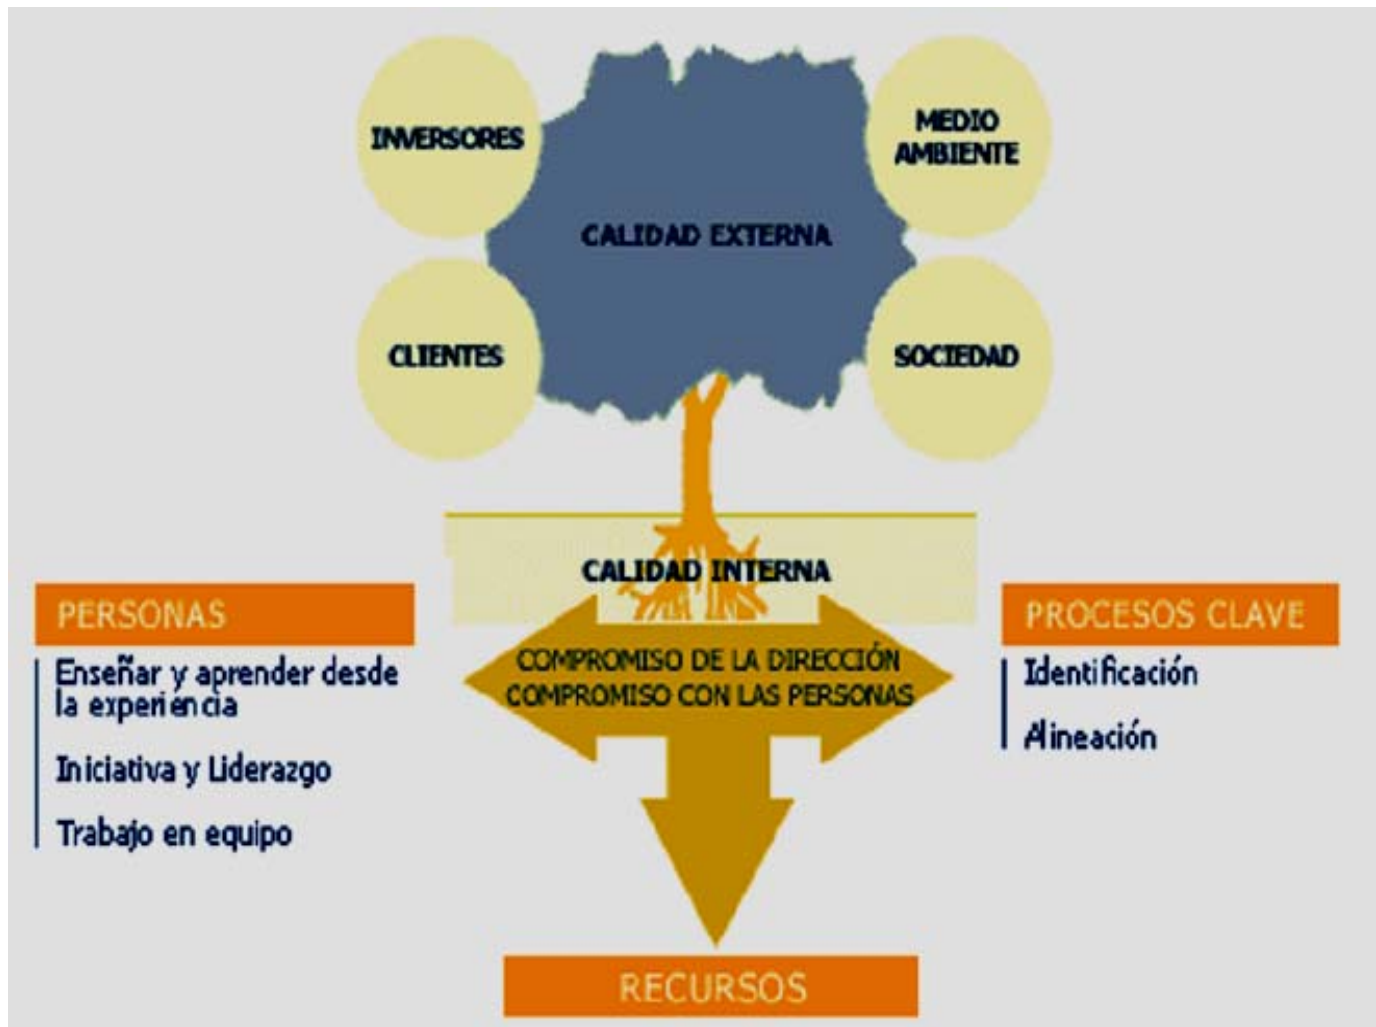 INVERSORES
MEDIO
AMBIENTE
CALIDAD EXTERNA
CLIENTES
SOCIEDAD
CALIDAD INTERNA
PERSONAS
Enseñar y aprender desde
la experiencia
Iniciativa y Liderazgo
Trabajo en equipo
COMPROMISO DE LA DIRECCIÓN
COMPROMISO CON LAS PERSONAS
PROCESOS CLAVE
Identificación
Alineación
RECURSOS